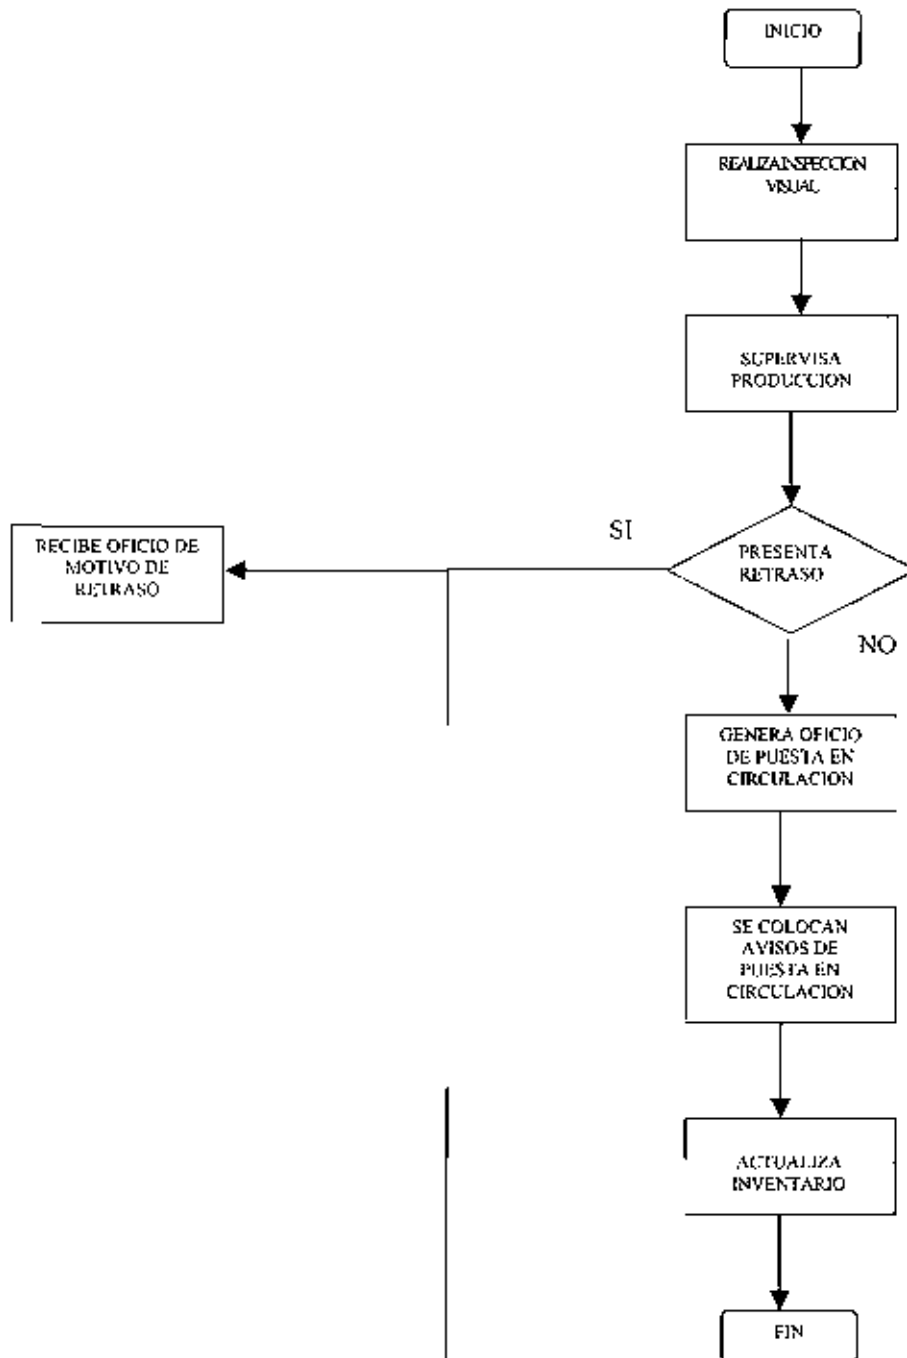 INICIO
REALIZA INSPECCION
VISUAL
SUPERVISA
PRODUCCION
SI
PRESENTA
RETRASO
RECIBE OFICIO DE
MOTIVO DE
RETRASO
NO
GENERA OFICIO
DE PUESTA EN
CIRCULACION
SE COLOCAN
AVISOS DE
PUESTA EN
CIRCULACION
ACTUALIZA
INVENTARIO
FIN